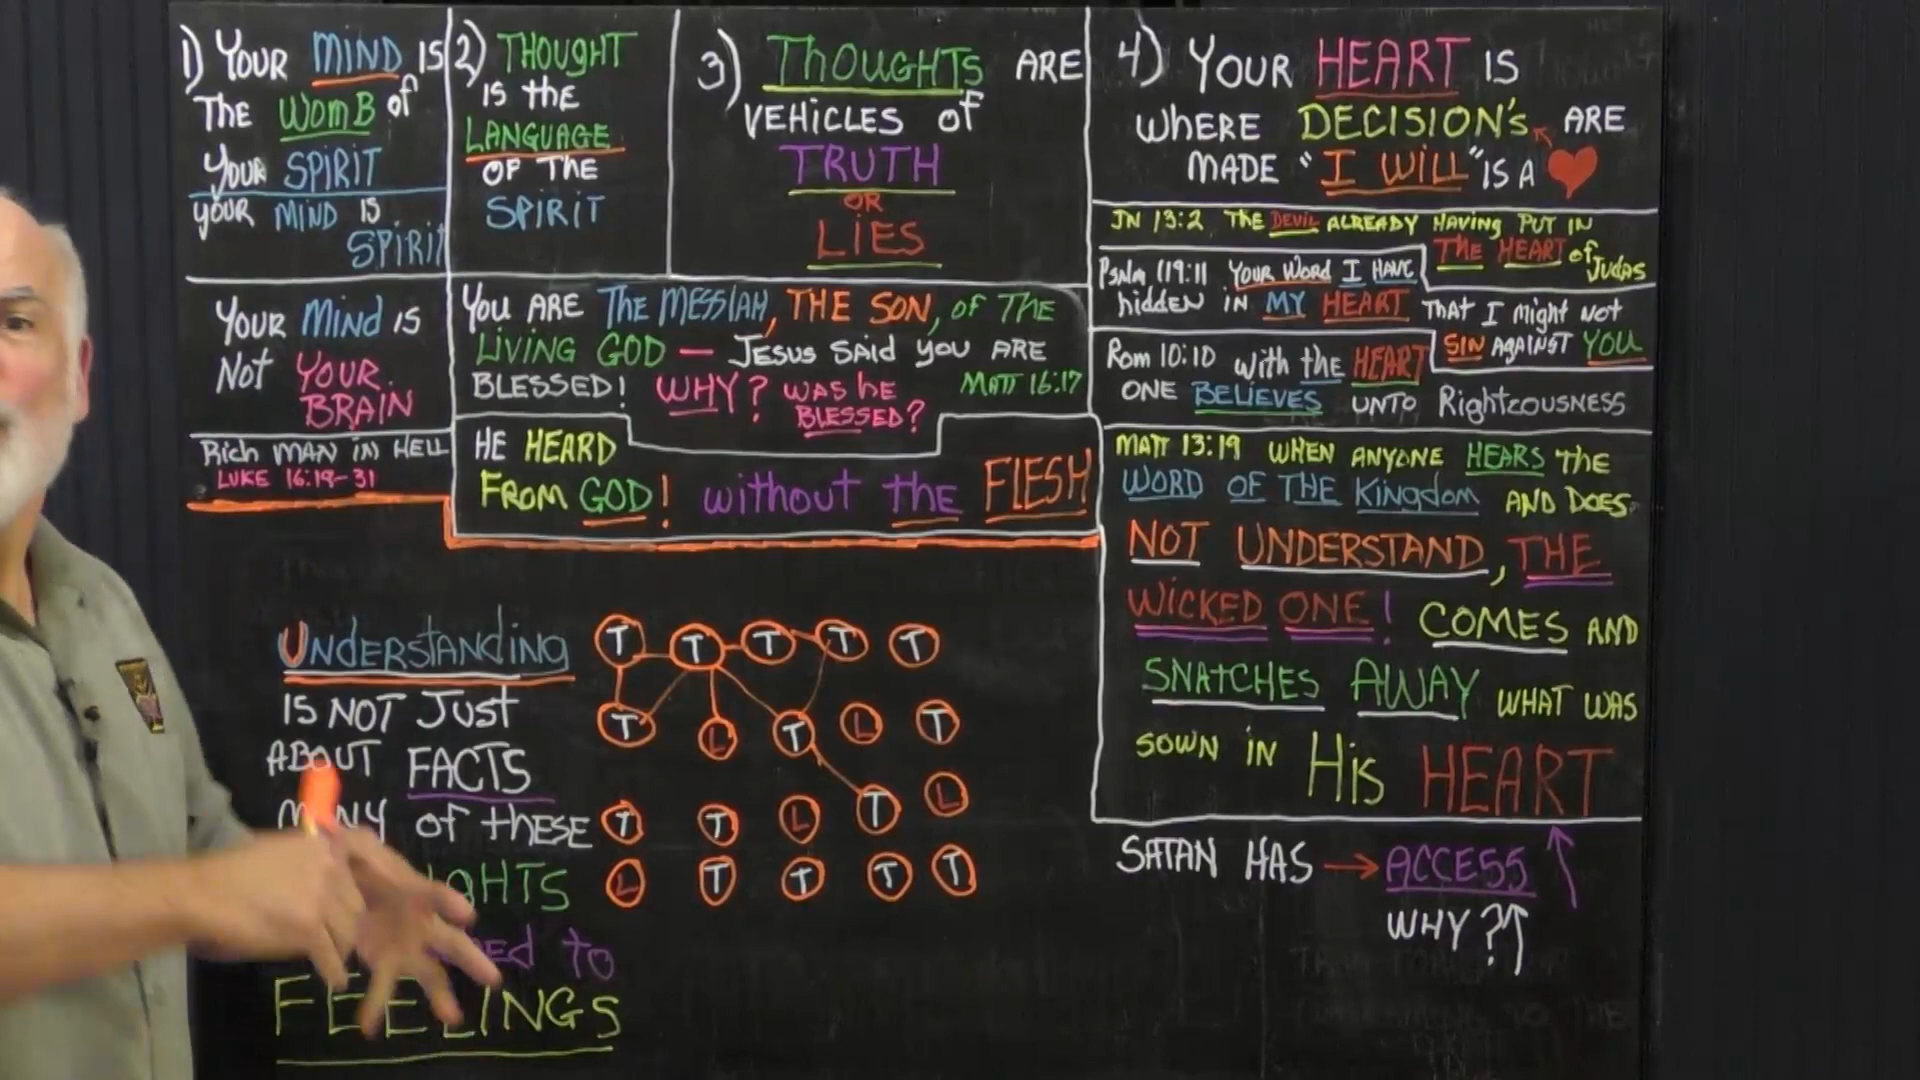 1) YOUR MIND IS
THE WOMB of
YOUR SPIRIT
YOUR MIND IS
SPIRIT
YOUR MIND IS
NOT YOUR
BRAIN
Rich MAN IN HELL
LUKE 16:19-31
2) THOUGHT
IS the
LANGUAGE
OF THE
SPIRIT
3) THOUGHTS ARE
VEHICLES of
TRUTH
OR
LIES
YOU ARE THE MESSIAH, THE SON, of THE
LIVING GOD — JESUS SAID YOU ARE
BLESSED! WHY? WAS hE MATT 16:17
BLESSED?
HE HEARD
FROM GOD! without the FLESH
4) YOUR HEART IS
WHERE DECISION'S ARE
MADE "I WILL" IS A
JN 13:2 THE DEVIL ALREADY HAVING PUT IN
THE HEART of JUDAS
Psalm 119:11 YOUR WORD I HAVE
hidden IN MY HEART THAT I Might NOT
SIN AGAINST YOU
Rom 10:10 with the HEART
ONE BELIEVES UNTO RIGHTEOUSNESS
MATT 13:19 WHEN ANYONE HEARS THE
WORD OF THE Kingdom AND DOES
NOT UNDERSTAND, THE
WICKED ONE! COMES AND
SNATCHES AWAY WHAT WAS
SOWN IN His HEART
SATAN HAS → ACCESS
WHY?
UNDERSTANDING
IS NOT JUST
ABOUT FACTS
MANY of these
to
FEELINGS
T T T T T
T L T L T
T T L T L
L T T T T